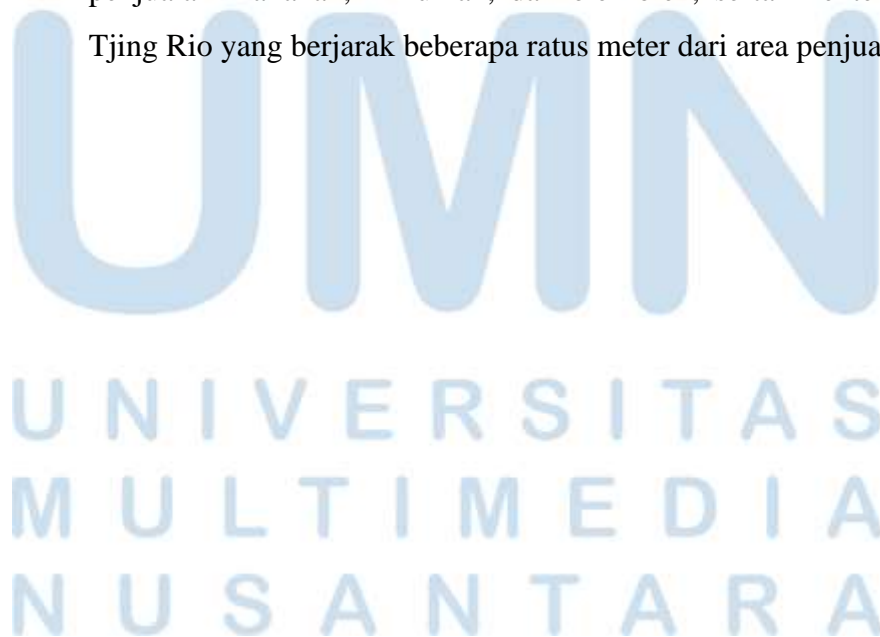 Tjing Rio yang berjarak beberapa ratus meter dari area penjua
UMN
UNIVERSITAS
MULTIMEDIA
NUSANTARA